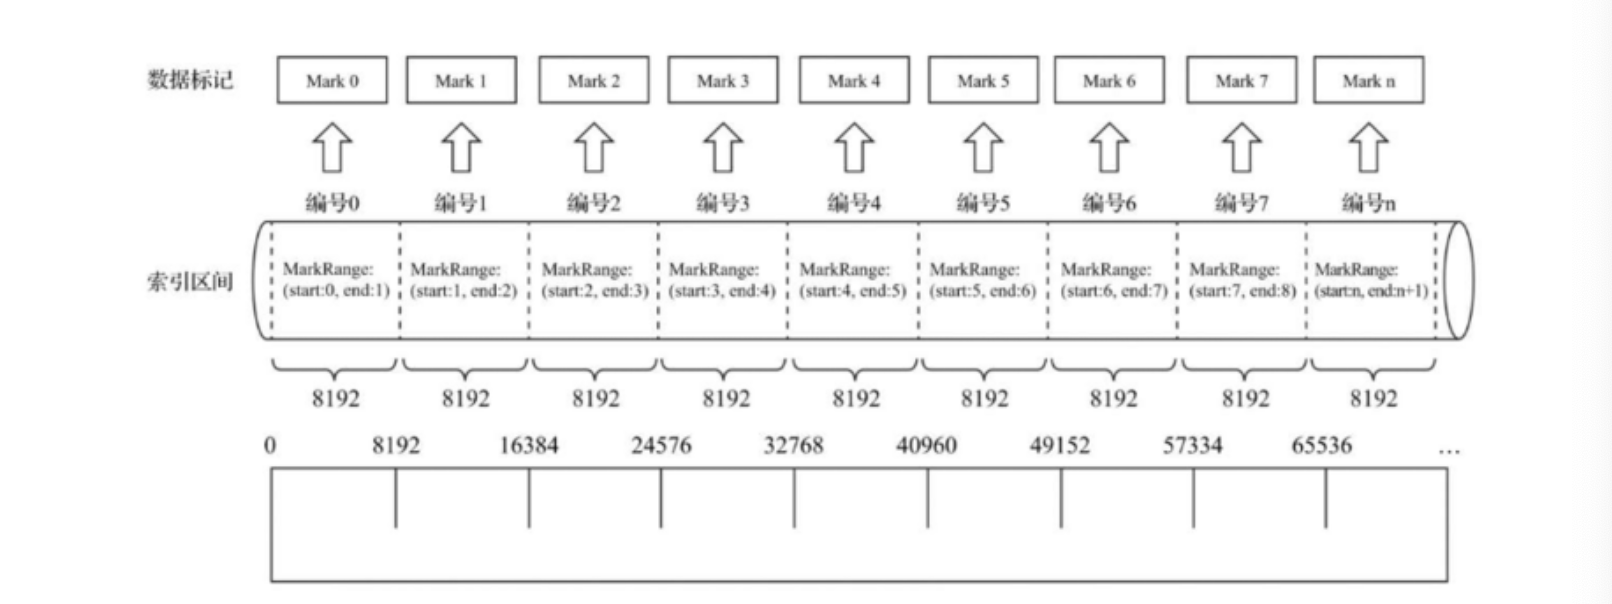 数据标记 Mark 0 Mark 1 Mark 2 Mark 3 Mark 4 Mark 5 Mark 6 Mark 7 Mark n
编号0 编号1 编号2 编号3 编号4 编号5 编号6 编号7 编号n
MarkRange: MarkRange: MarkRange: MarkRange: MarkRange: MarkRange: MarkRange: MarkRange: MarkRange:
索引区间 (start:0, end:1) (start:1, end:2) (start:2, end:3) (start:3, end:4) (start:4, end:5) (start:5, end:6) (start:6, end:7) (start:7, end:8) (start:n, end:n+1)
8192 8192 8192 8192 8192 8192 8192 8192 8192
0 8192 16384 24576 32768 40960 49152 57334 65536 ...